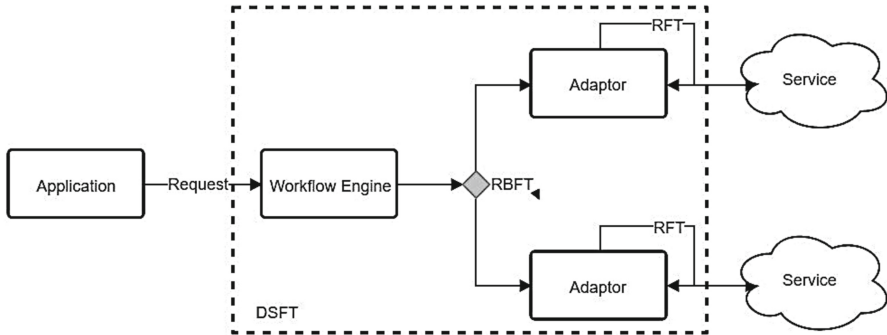 RFT
Adaptor
Service
Application
Request
Workflow Engine
RBFT
RFT
Adaptor
Service
DSFT